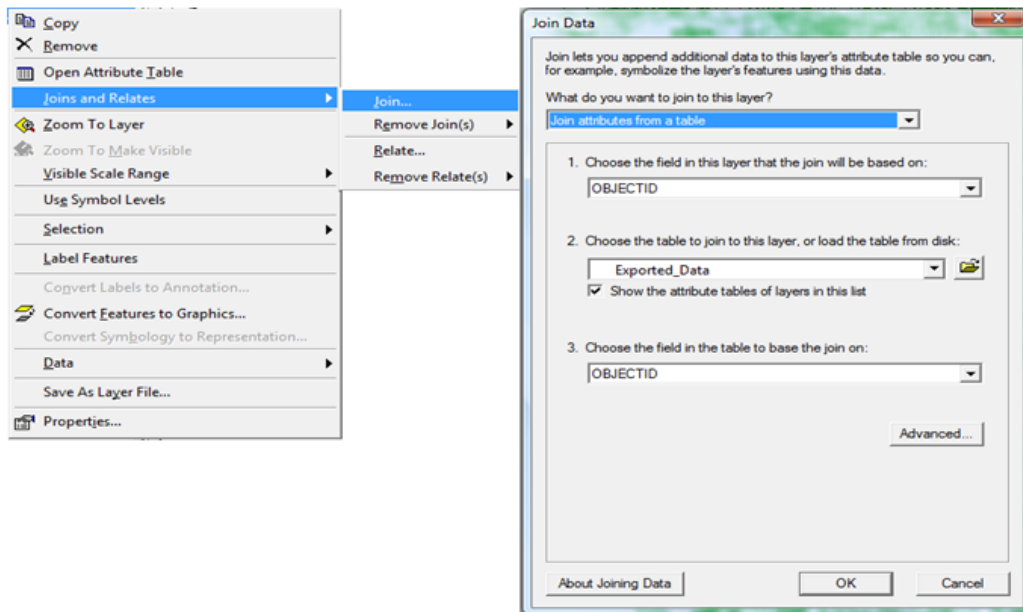 Copy
Remove
Open Attribute Table
Joins and Relates
Zoom To Layer
Zoom To Make Visible
Visible Scale Range
Use Symbol Levels
Selection
Label Features
Convert Labels to Annotation...
Convert Features to Graphics...
Convert Symbology to Representation...
Data
Save As Layer File...
Properties...
Join...
Remove Join(s)
Relate...
Remove Relate(s)
Join Data
Join lets you append additional data to this layer's attribute table so you can,
for example, symbolize the layer's features using this data.
What do you want to join to this layer?
Join attributes from a table
1. Choose the field in this layer that the join will be based on:
OBJECTID
2. Choose the table to join to this layer, or load the table from disk:
Exported_Data
Show the attribute tables of layers in this list
3. Choose the field in the table to base the join on:
OBJECTID
Advanced...
About Joining Data
OK
Cancel